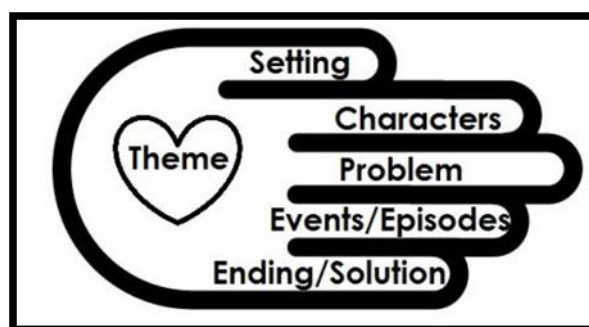 Setting
Characters
Theme
Problem
Events/Episodes
Ending/Solution